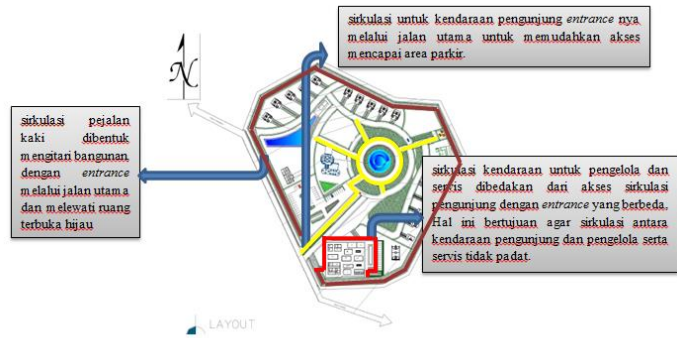 sirkulasi untuk kendaraan pengunjung entrance nya
melalui jalan utama untuk memudahkan akses
mencapai area parkir.
N
sirkulasi pejalan
kaki dibentuk
mengitari bangunan
dengan entrance
melalui jalan utama
dan melewati ruang
terbuka hijau
sirkulasi kendaraan untuk pengelola dan
servis dibedakan dari akses sirkulasi
pengunjung dengan entrance yang berbeda.
Hal ini bertujuan agar sirkulasi antara
kendaraan pengunjung dan pengelola serta
servis tidak padat.
LAYOUT